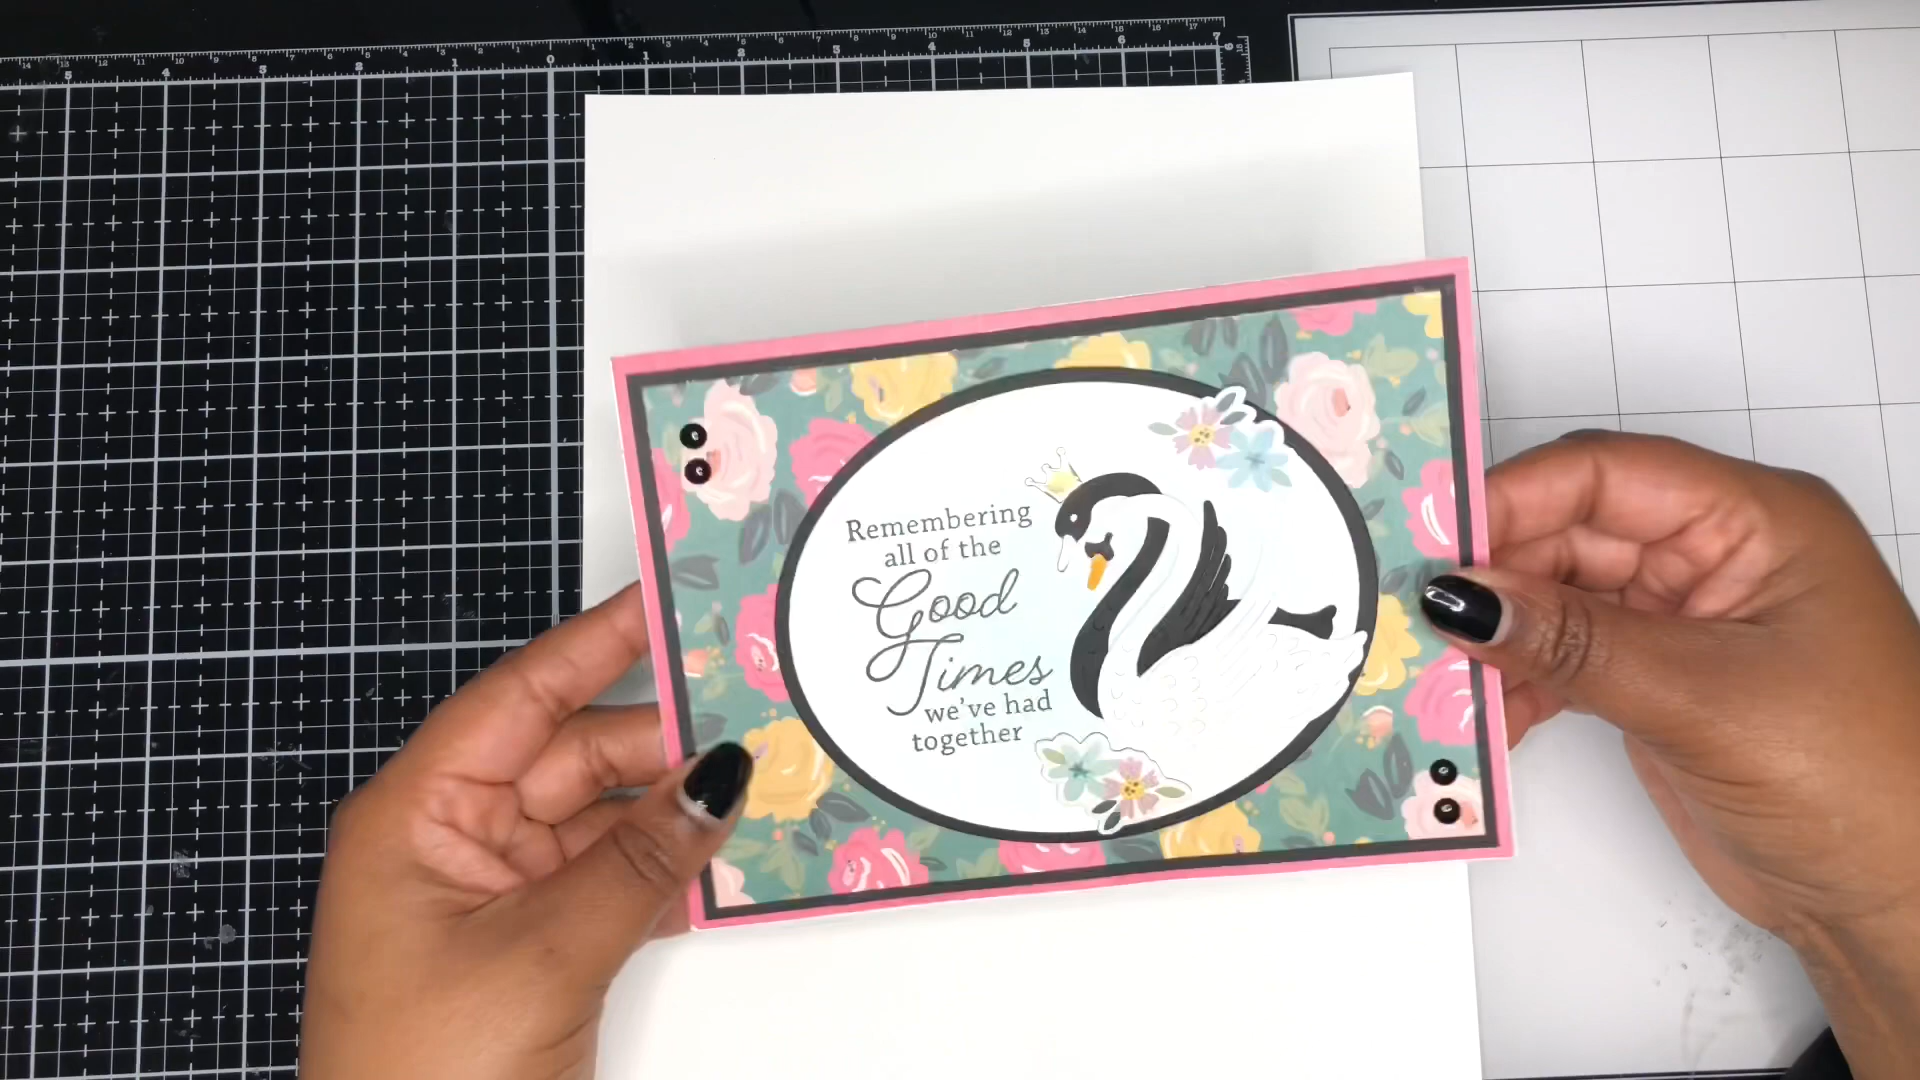 Remembering
all of the
Good
Times
we've had
together